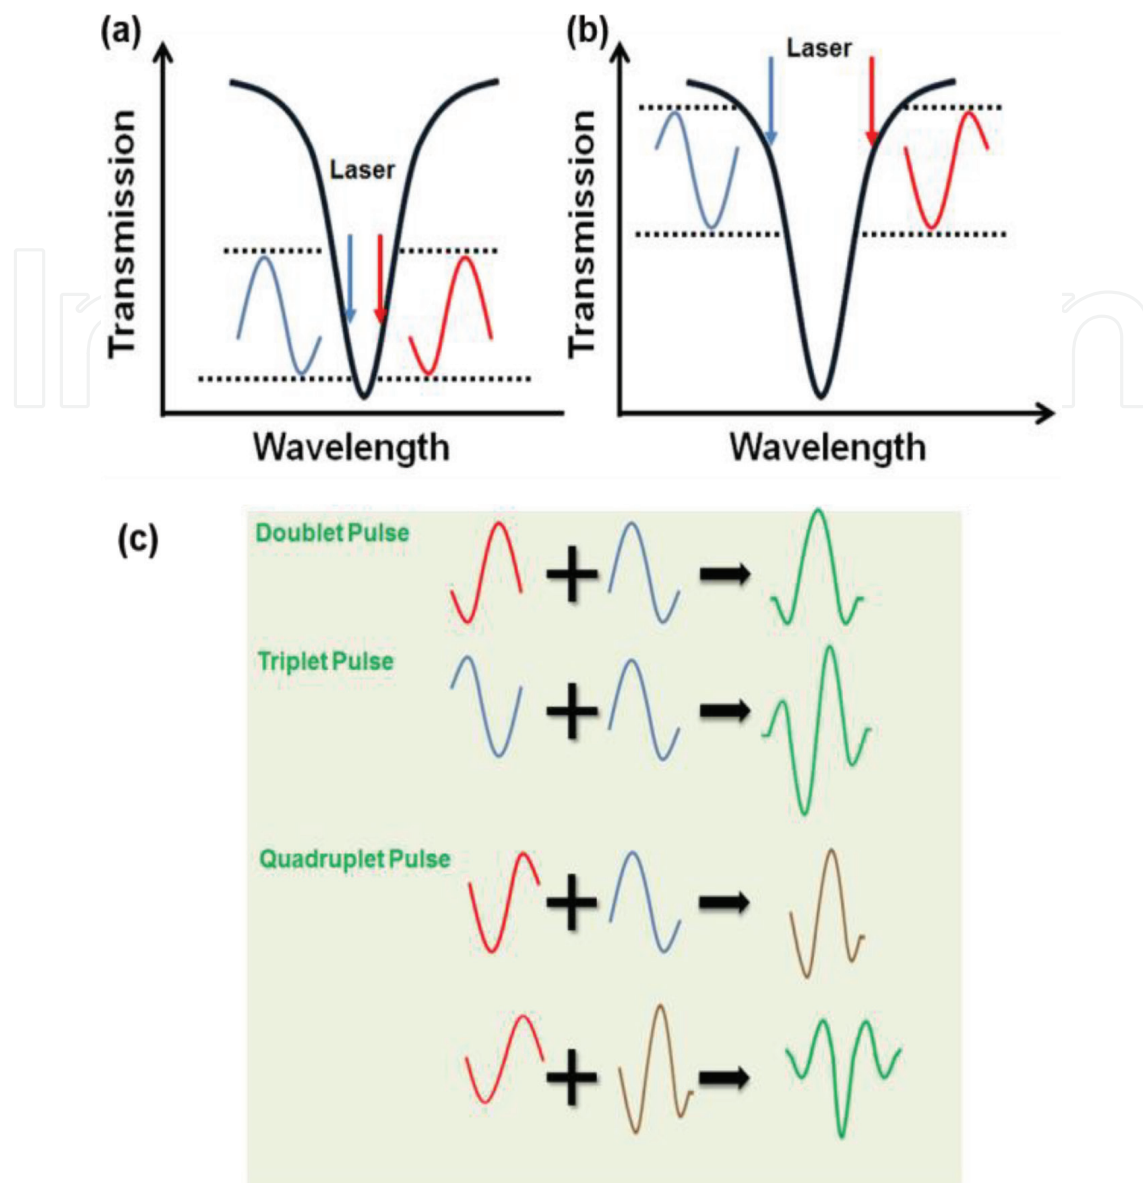 (a)
Transmission
Laser
Wavelength
(b)
Transmission
Laser
Wavelength
(c)
Doublet Pulse
Triplet Pulse
Quadruplet Pulse